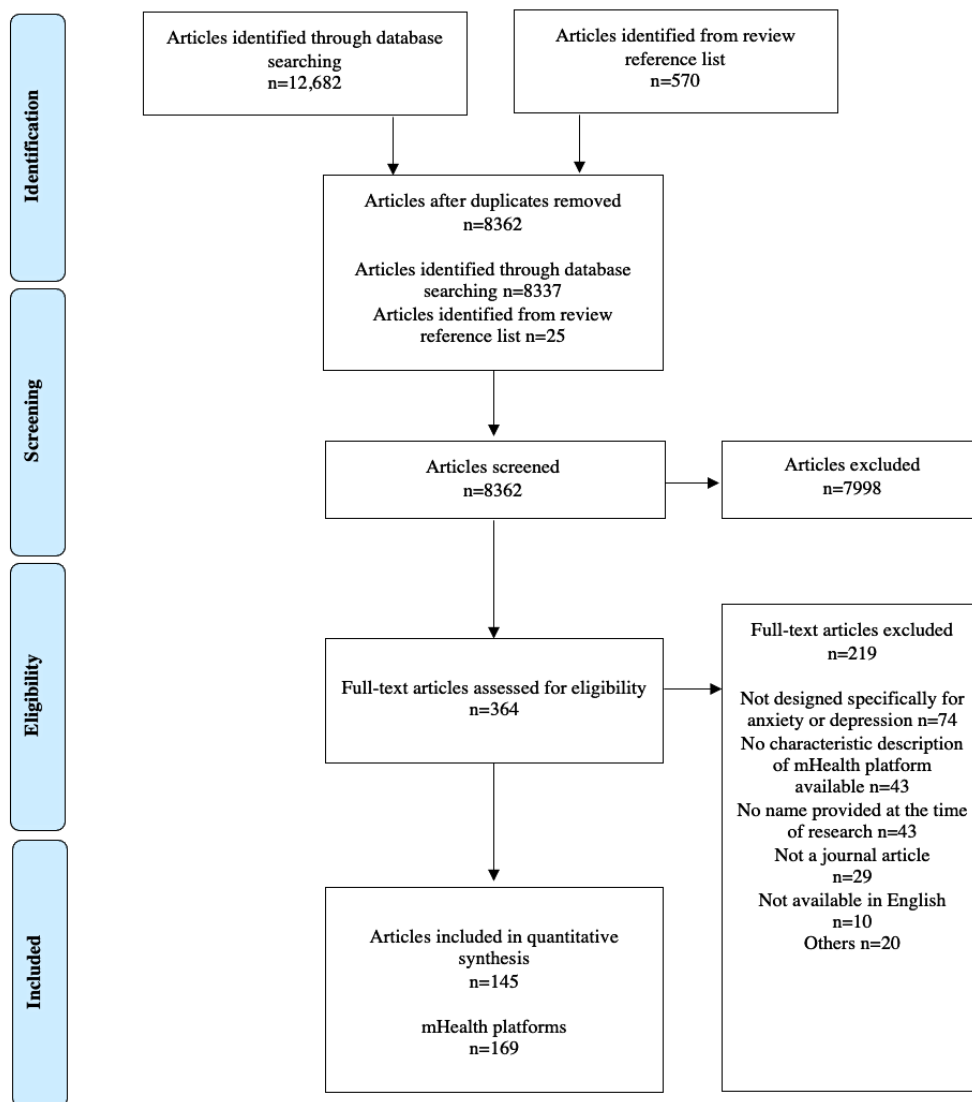 Identification
Articles identified through database
searching
n=12,682
Articles identified from review
reference list
n=570
Articles after duplicates removed
n=8362
Articles identified through database
searching n=8337
Articles identified from review
reference list n=25
Screening
Articles screened
n=8362
Articles excluded
n=7998
Eligibility
Full-text articles assessed for eligibility
n=364
Full-text articles excluded
n=219
Not designed specifically for
anxiety or depression n=74
No characteristic description
of mHealth platform
available n=43
No name provided at the time
of research n=43
Not a journal article
n=29
Not available in English
n=10
Others n=20
Included
Articles included in quantitative
synthesis
n=145
mHealth platforms
n=169